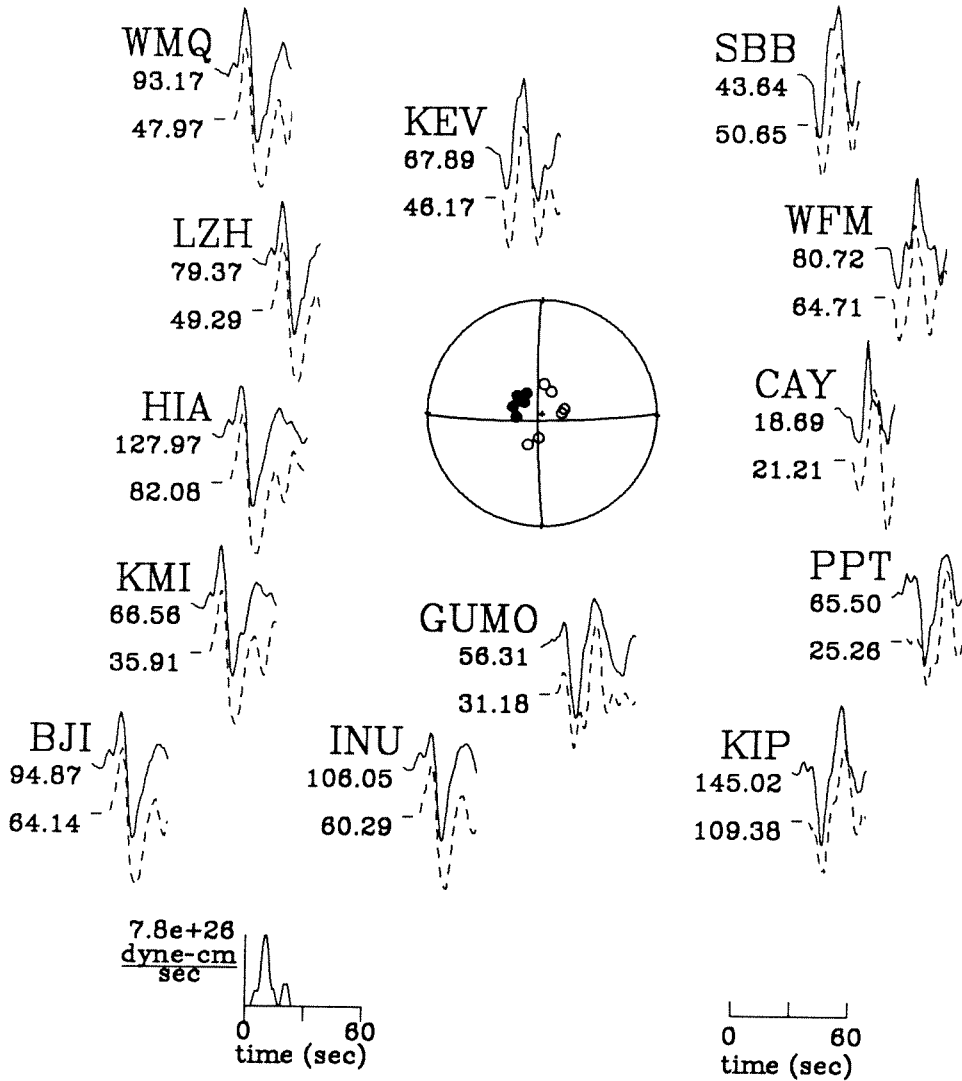 WMQ
93.17
47.97
KEV
67.89
46.17
SBB
43.64
50.65
LZH
79.37
49.29
WFM
80.72
64.71
HIA
127.97
82.08
CAY
18.69
21.21
KMI
66.56
35.91
GUMO
56.31
31.18
PPT
65.50
25.26
BJI
94.87
64.14
INU
106.05
60.29
KIP
145.02
109.38
7.8e+26
dyne-cm
sec
0 60
time (sec)
0 60
time (sec)